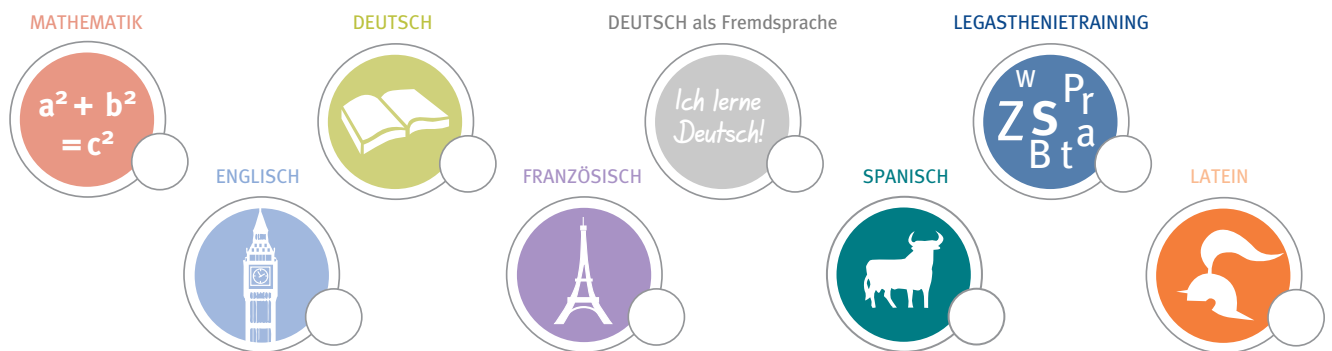 MATHEMATIK
DEUTSCH
DEUTSCH als Fremdsprache
LEGASTHENIETRAINING
a² + b²
= c²
Ich lerne
Deutsch!
W
P
r
Z S a
B t
ENGLISCH
FRANZÖSISCH
SPANISCH
LATEIN